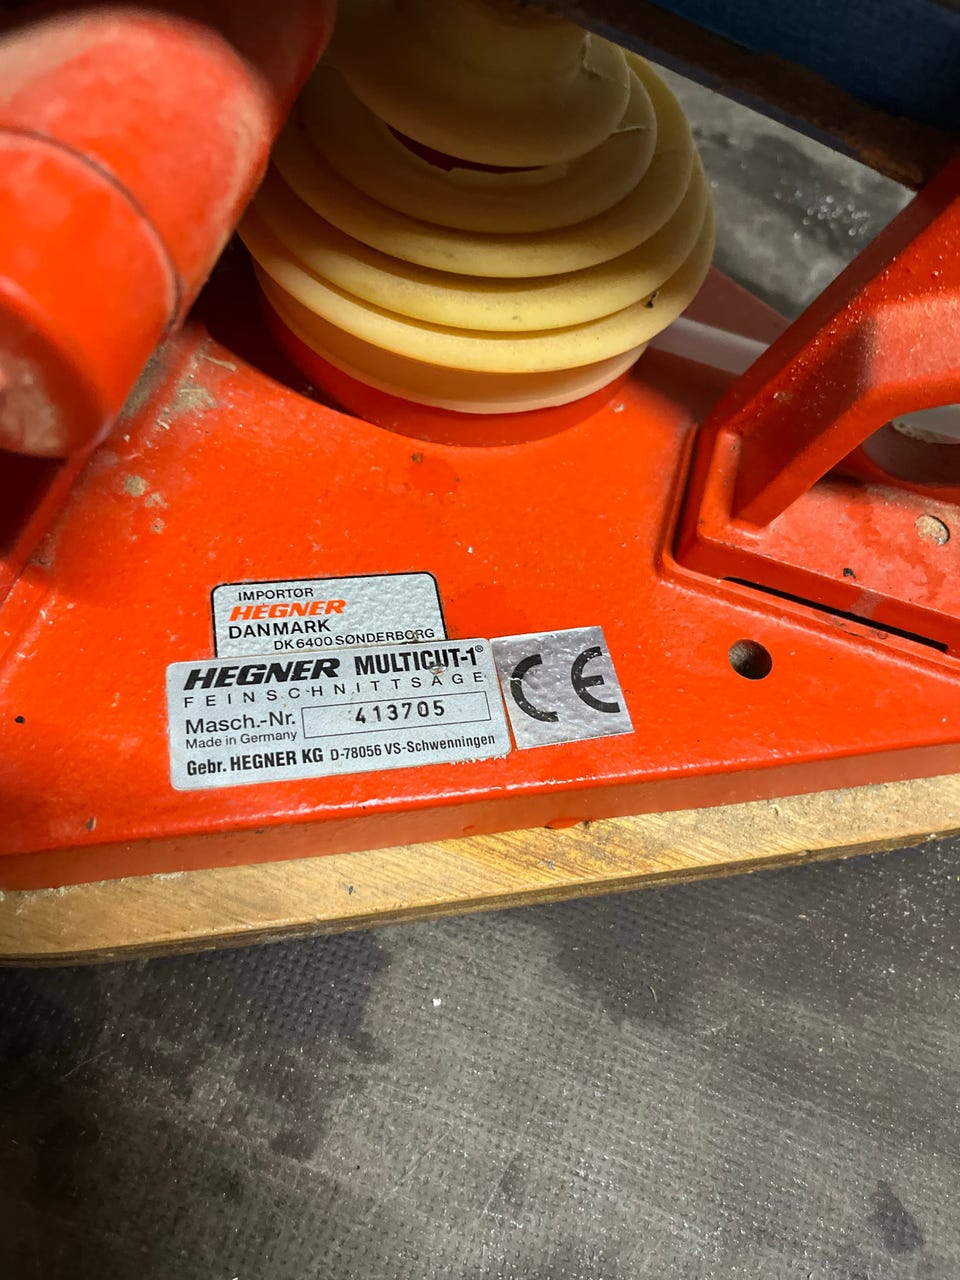 IMPORTØR
HEGNER
DANMARK
DK 6400 SØNDERBORG
HEGNER MULTICUT-1®
FEINSCHNITTSÄGE
Masch.-Nr. 413705
Made in Germany
Gebr. HEGNER KG D-78056 VS-Schwenningen
CE